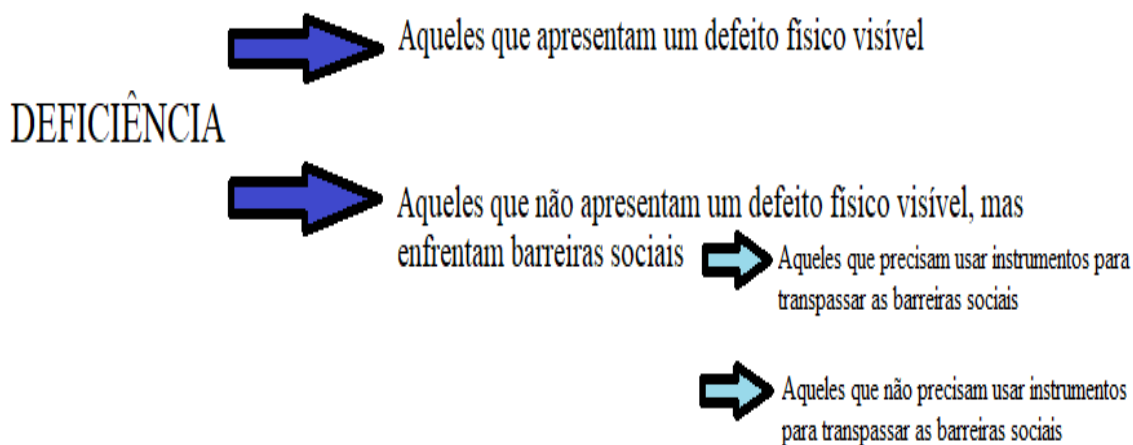 Aqueles que apresentam um defeito físico visível
DEFICIÊNCIA
Aqueles que não apresentam um defeito físico visível, mas
enfrentam barreiras sociais
Aqueles que precisam usar instrumentos para
transpassar as barreiras sociais
Aqueles que não precisam usar instrumentos
para transpassar as barreiras sociais